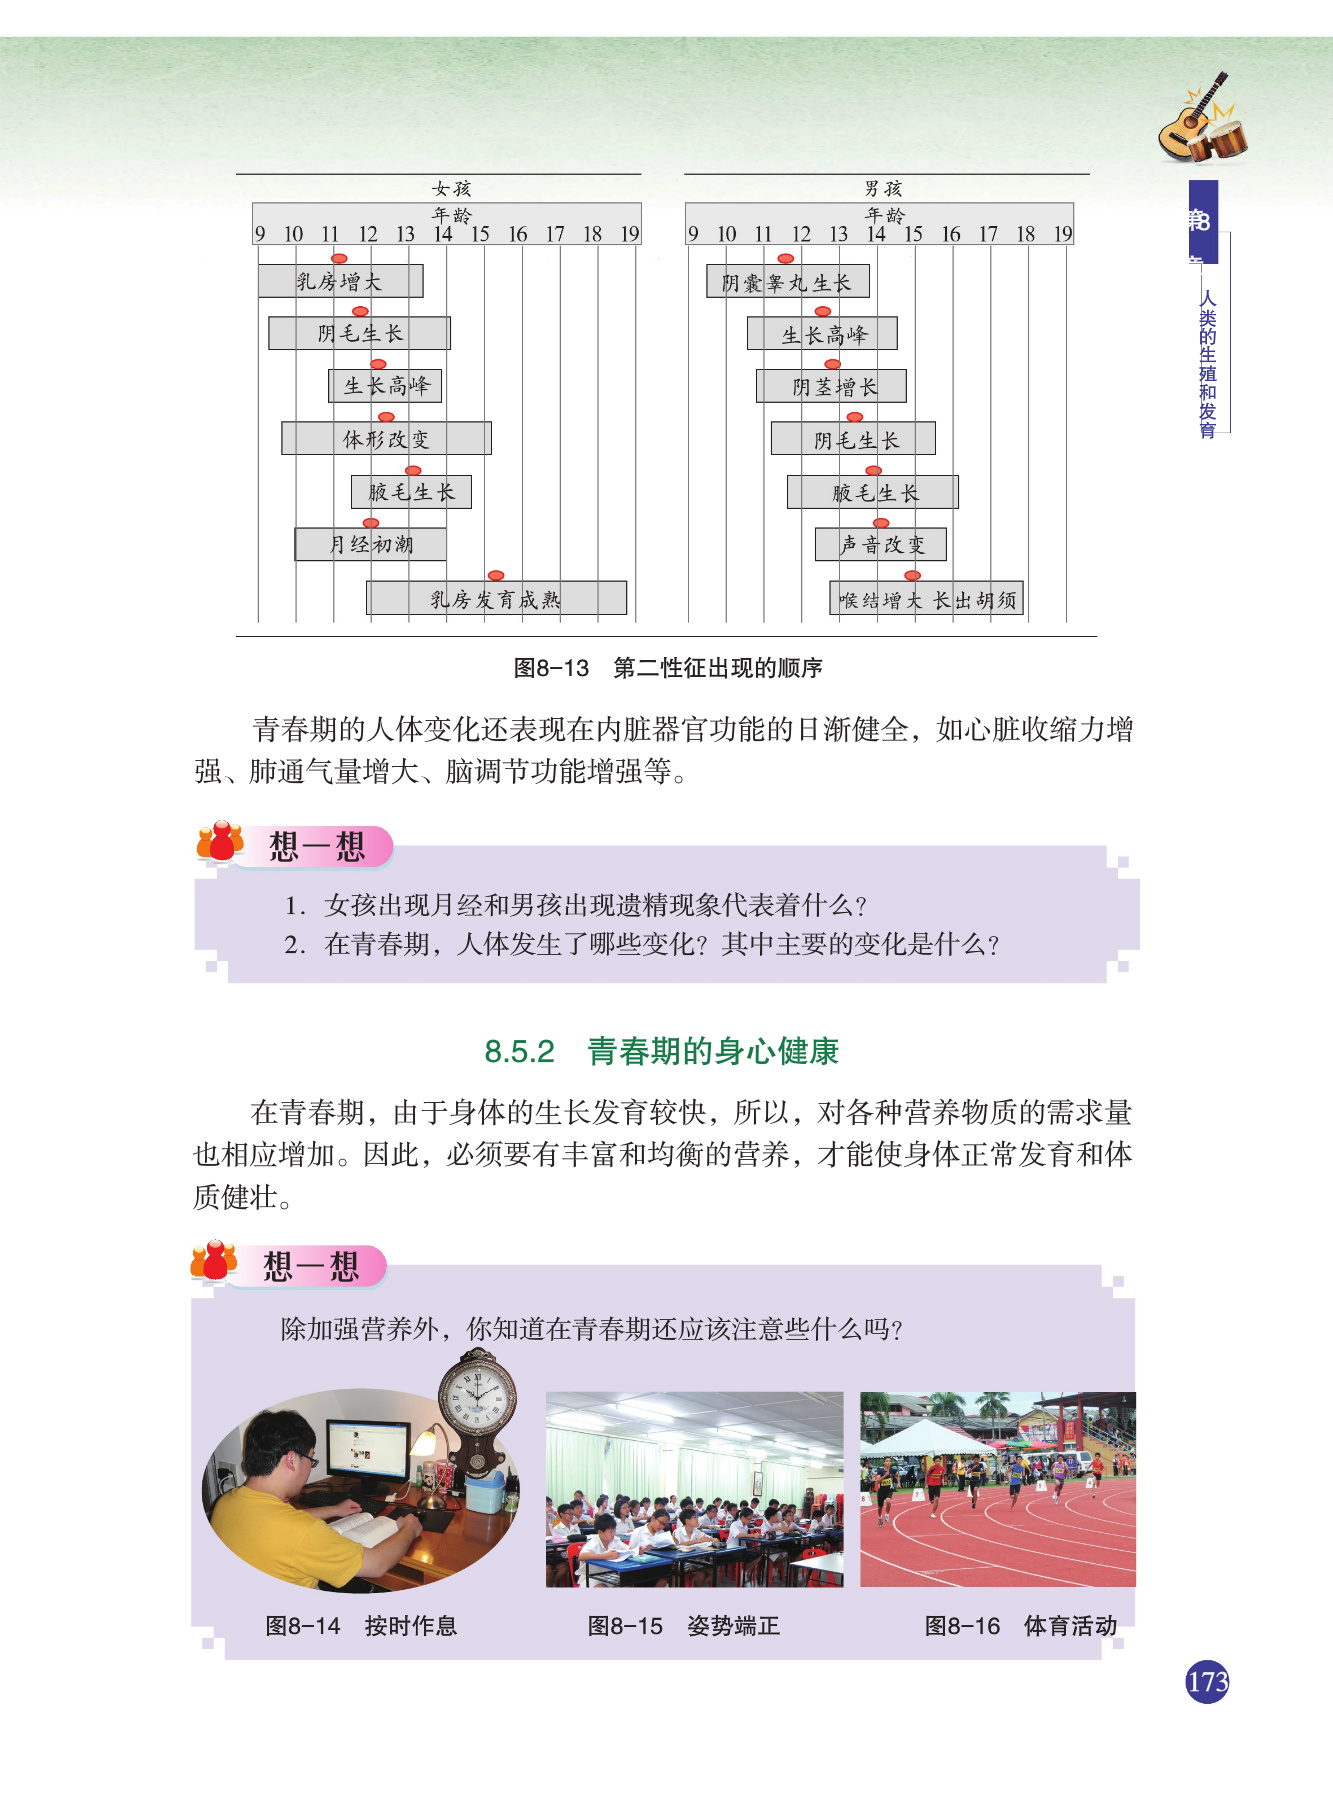 女孩
年龄
9 10 11 12 13 14 15 16 17 18 19
乳房增大
阴毛生长
生长高峰
体形改变
腋毛生长
月经初潮
乳房发育成熟
男孩
年龄
9 10 11 12 13 14 15 16 17 18 19
阴囊睾丸生长
生长高峰
阴茎增长
阴毛生长
腋毛生长
声音改变
喉结增大 长出胡须
第8章
人类的生殖和发育
图8-13 第二性征出现的顺序
青春期的人体变化还表现在内脏器官功能的日渐健全，如心脏收缩力增
强、肺通气量增大、脑调节功能增强等。
想一想
1. 女孩出现月经和男孩出现遗精现象代表着什么？
2. 在青春期，人体发生了哪些变化？其中主要的变化是什么？
8.5.2 青春期的身心健康
在青春期，由于身体的生长发育较快，所以，对各种营养物质的需求量
也相应增加。因此，必须要有丰富和均衡的营养，才能使身体正常发育和体
质健壮。
想一想
除加强营养外，你知道在青春期还应该注意些什么吗？
图8-14 按时作息
图8-15 姿势端正
图8-16 体育活动
173